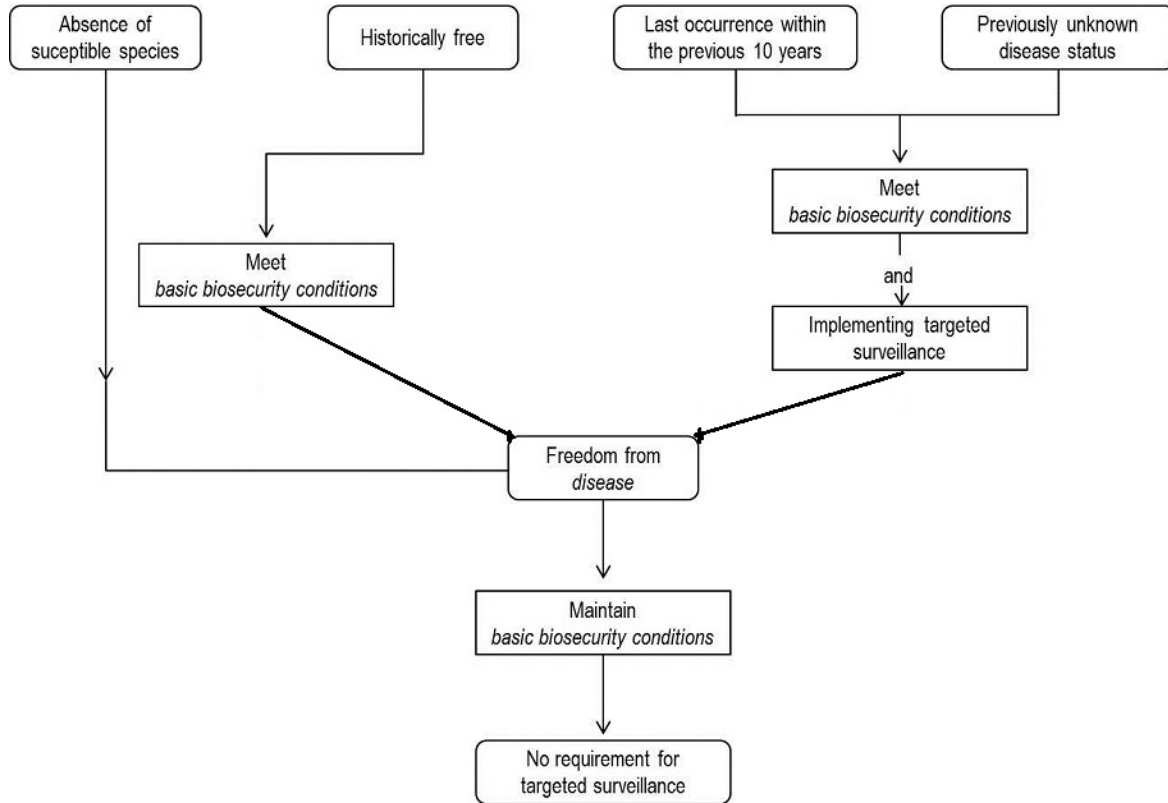 Absence of
suceptible species
Historically free
Last occurrence within
the previous 10 years
Previously unknown
disease status
Meet
basic biosecurity conditions
Meet
basic biosecurity conditions
and
Implementing targeted
surveillance
Freedom from
disease
Maintain
basic biosecurity conditions
No requirement for
targeted surveillance